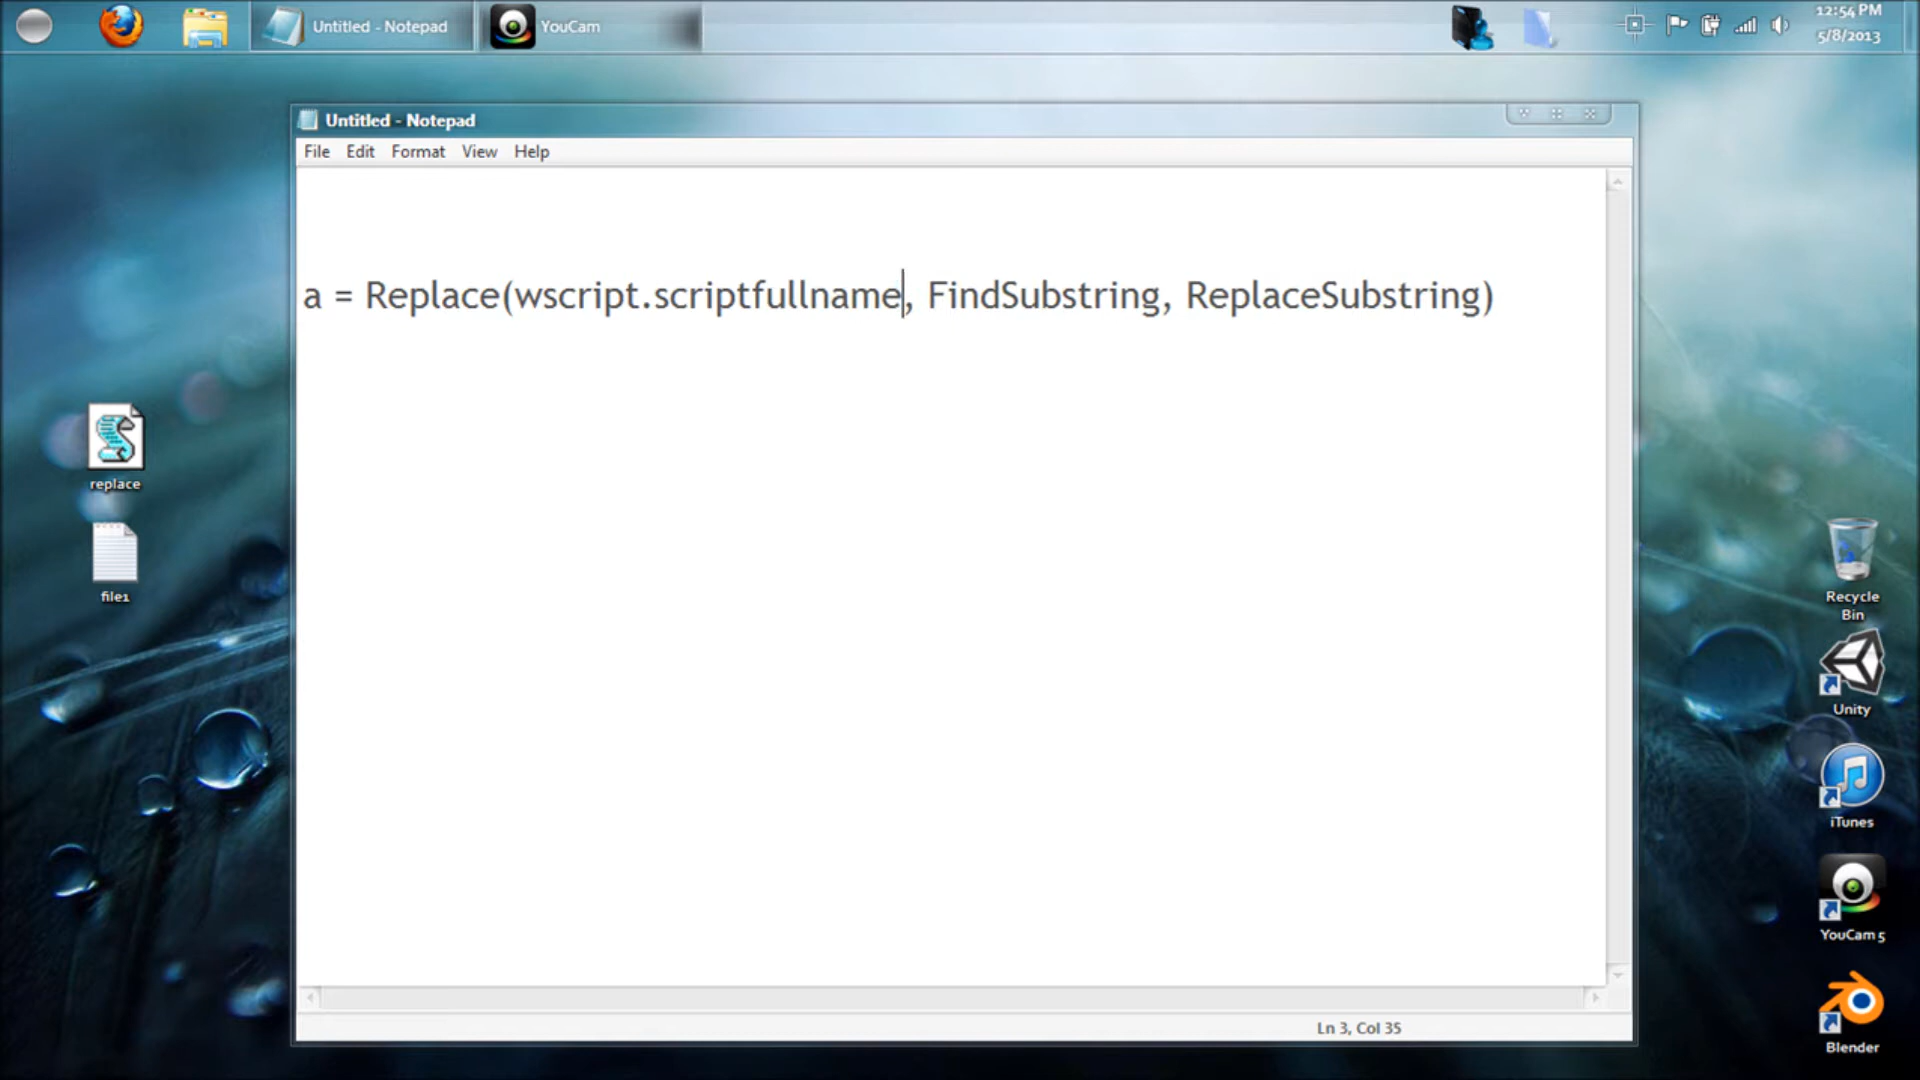 Untitled - Notepad
YouCam
12:54 PM
5/8/2013
Untitled - Notepad
File Edit Format View Help
a = Replace(wscript.scriptfullname, FindSubstring, ReplaceSubstring)
replace
file1
Recycle
Bin
Unity
iTunes
YouCam 5
Blender
Ln 3, Col 35